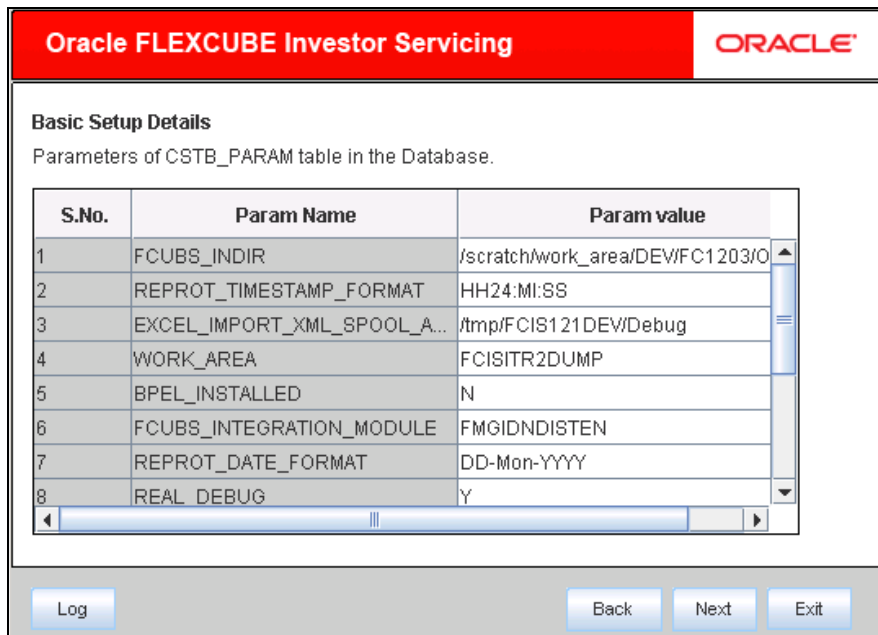 Oracle FLEXCUBE Investor Servicing ORACLE
Basic Setup Details
Parameters of CSTB_PARAM table in the Database.
S.No. Param Name Param value
1 FCUBS_INDIR /scratch/work_area/DEV/FC1203/O
2 REPROT_TIMESTAMP_FORMAT HH24:MI:SS
3 EXCEL_IMPORT_XML_SPOOL_A... /tmp/FCIS121DEV/Debug
4 WORK_AREA FCISITR2DUMP
5 BPEL_INSTALLED N
6 FCUBS_INTEGRATION_MODULE FMGIDNDISTEN
7 REPROT_DATE_FORMAT DD-Mon-YYYY
8 REAL_DEBUG Y
Log Back Next Exit